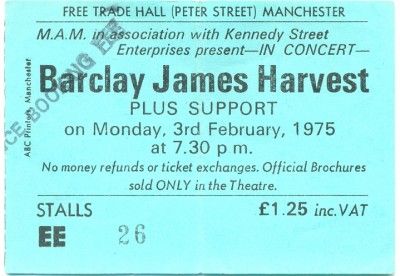 FREE TRADE HALL (PETER STREET) MANCHESTER
M.A.M. in association with Kennedy Street
Enterprises present—IN CONCERT—
Barclay James Harvest
PLUS SUPPORT
on Monday, 3rd February, 1975
at 7.30 p m.
No money refunds or ticket exchanges. Official Brochures
sold ONLY in the Theatre.
STALLS £1.25 inc. VAT
EE 26
ABC Printers, Manchester
BOOKING